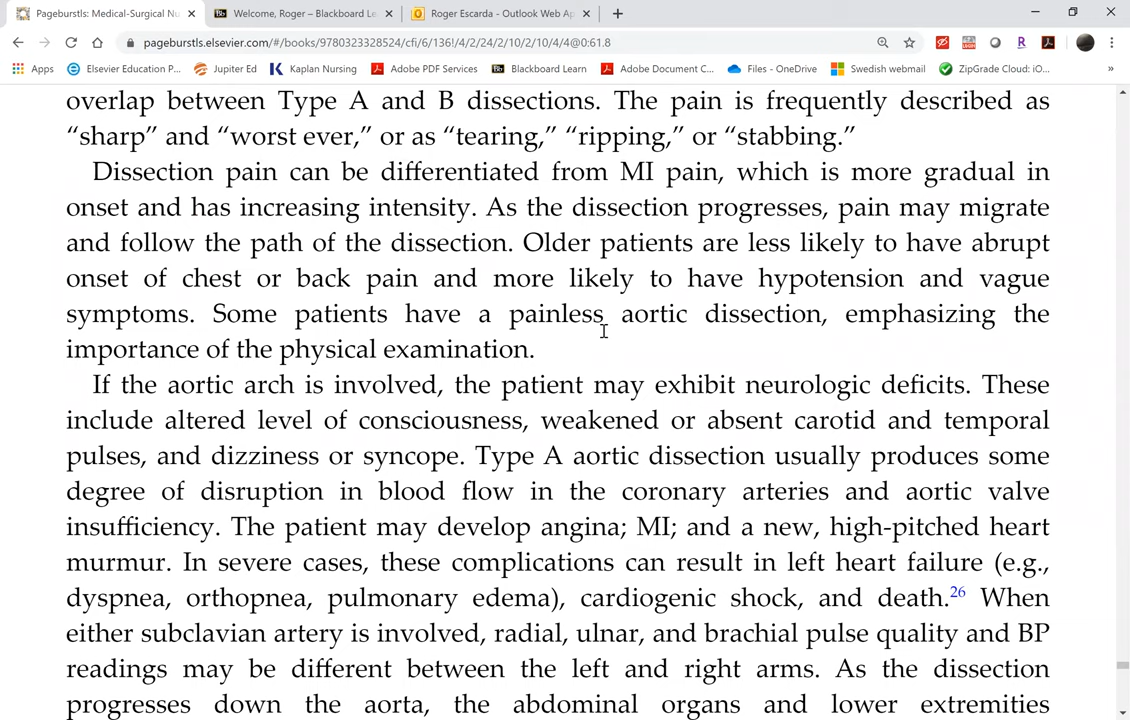 Pageburstls: Medical-Surgical Nu
Welcome, Roger – Blackboard Le
Roger Escarda - Outlook Web Ap
pageburstls.elsevier.com/#/books/9780323328524/cfi/6/136!/4/2/24/2/10/2/10/4/4@0:61.8
Apps
Elsevier Education P...
Jupiter Ed
Kaplan Nursing
Adobe PDF Services
Blackboard Learn
Adobe Document C...
Files - OneDrive
Swedish webmail
ZipGrade Cloud: iO...
»
overlap between Type A and B dissections. The pain is frequently described as
“sharp” and “worst ever,” or as “tearing,” “ripping,” or “stabbing.”
Dissection pain can be differentiated from MI pain, which is more gradual in
onset and has increasing intensity. As the dissection progresses, pain may migrate
and follow the path of the dissection. Older patients are less likely to have abrupt
onset of chest or back pain and more likely to have hypotension and vague
symptoms. Some patients have a painless aortic dissection, emphasizing the
importance of the physical examination.
If the aortic arch is involved, the patient may exhibit neurologic deficits. These
include altered level of consciousness, weakened or absent carotid and temporal
pulses, and dizziness or syncope. Type A aortic dissection usually produces some
degree of disruption in blood flow in the coronary arteries and aortic valve
insufficiency. The patient may develop angina; MI; and a new, high-pitched heart
murmur. In severe cases, these complications can result in left heart failure (e.g.,
dyspnea, orthopnea, pulmonary edema), cardiogenic shock, and death.26 When
either subclavian artery is involved, radial, ulnar, and brachial pulse quality and BP
readings may be different between the left and right arms. As the dissection
progresses down the aorta, the abdominal organs and lower extremities